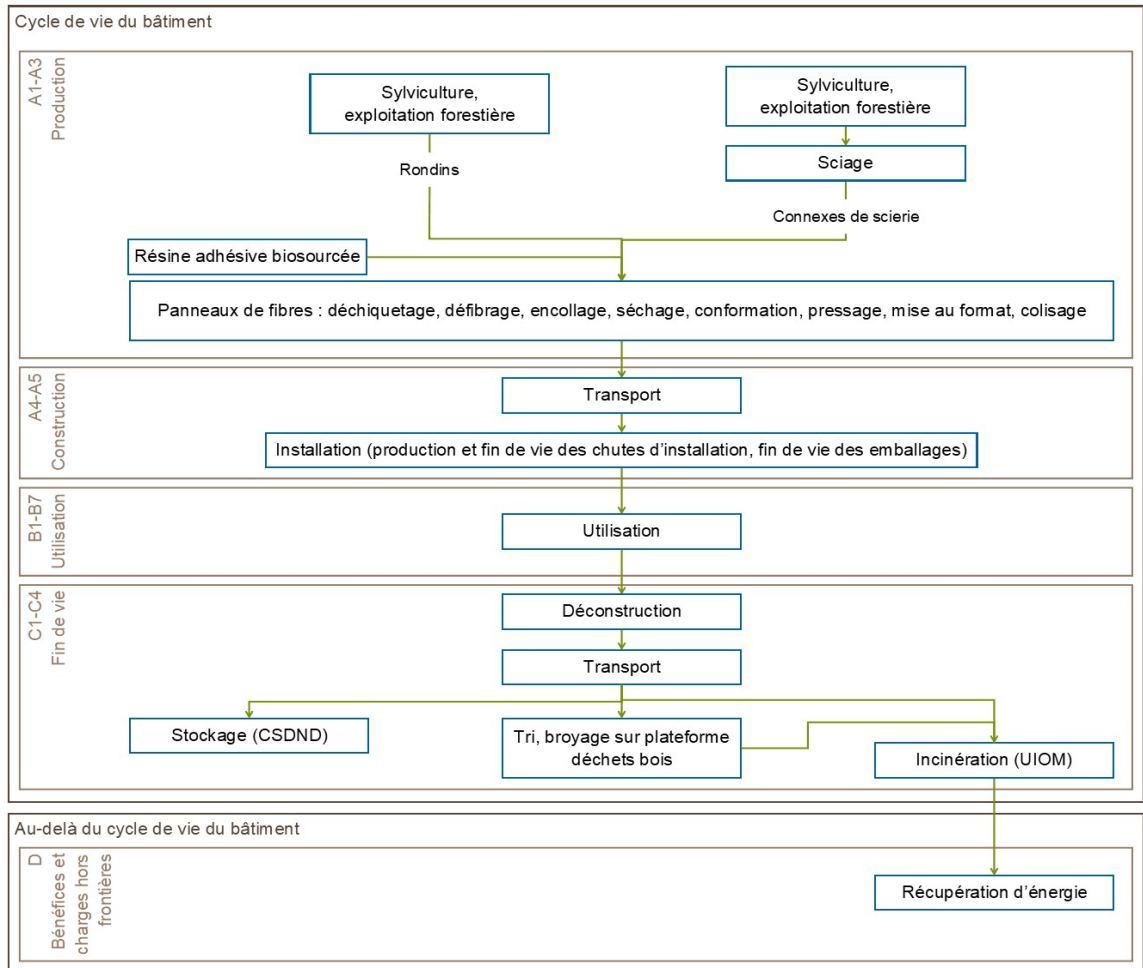 Cycle de vie du bâtiment
A1-A3
Production
Sylviculture,
exploitation forestière
Sylviculture,
exploitation forestière
Sciage
Rondins
Connexes de scierie
Résine adhésive biosourcée
Panneaux de fibres : déchiquetage, défibrage, encollage, séchage, conformation, pressage, mise au format, colisage
A4-A5
Construction
Transport
Installation (production et fin de vie des chutes d'installation, fin de vie des emballages)
B1-B7
Utilisation
Utilisation
C1-C4
Fin de vie
Déconstruction
Transport
Stockage (CSDND)
Tri, broyage sur plateforme
déchets bois
Incinération (UIOM)
Au-delà du cycle de vie du bâtiment
D
Bénéfices et
charges hors
frontières
Récupération d'énergie